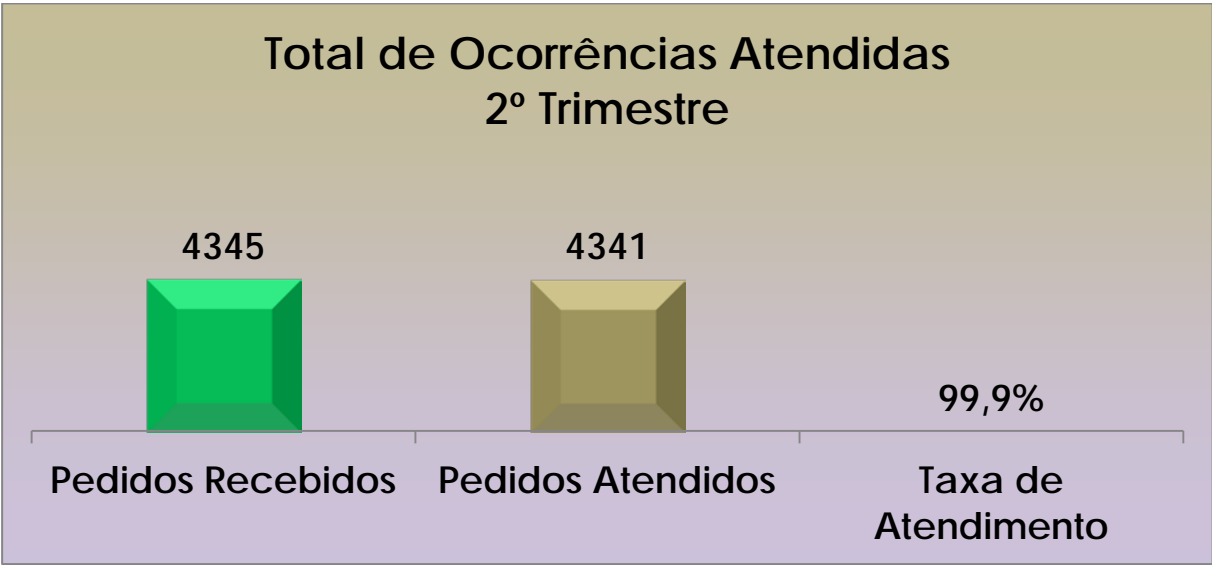 Total de Ocorrências Atendidas
2º Trimestre
4345
4341
99,9%
Pedidos Recebidos
Pedidos Atendidos
Taxa de
Atendimento